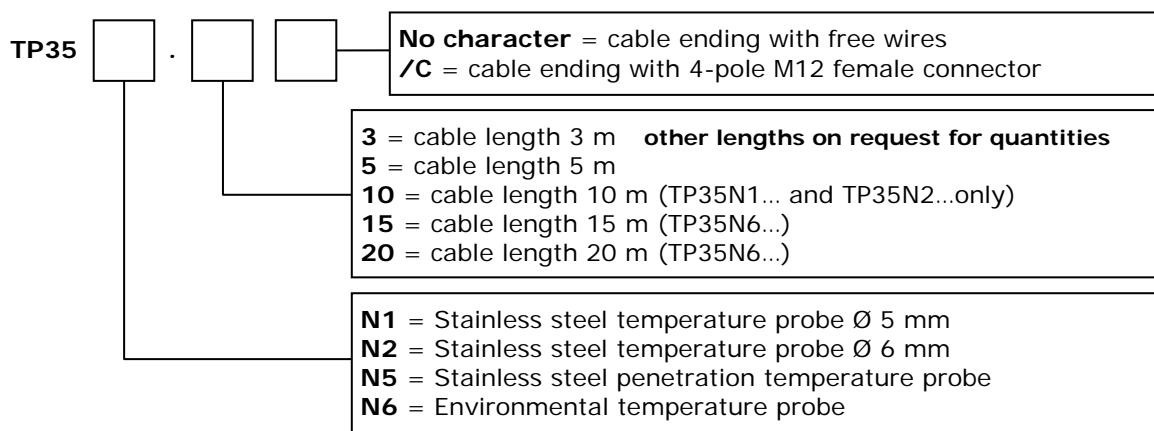 No character = cable ending with free wires
TP35 .
/C = cable ending with 4-pole M12 female connector
3 = cable length 3 m other lengths on request for quantities
5 = cable length 5 m
10 = cable length 10 m (TP35N1... and TP35N2...only)
15 = cable length 15 m (TP35N6...)
20 = cable length 20 m (TP35N6...)
N1 = Stainless steel temperature probe Ø 5 mm
N2 = Stainless steel temperature probe Ø 6 mm
N5 = Stainless steel penetration temperature probe
N6 = Environmental temperature probe